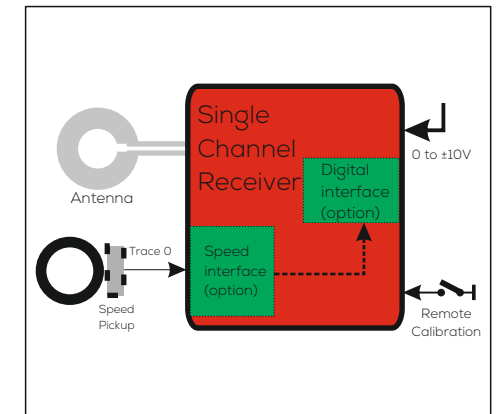 Single
Channel
Receiver
Antenna
Digital
interface
(option)
0 to ±10V
Trace 0
Speed
interface
(option)
Speed
Pickup
Remote
Calibration